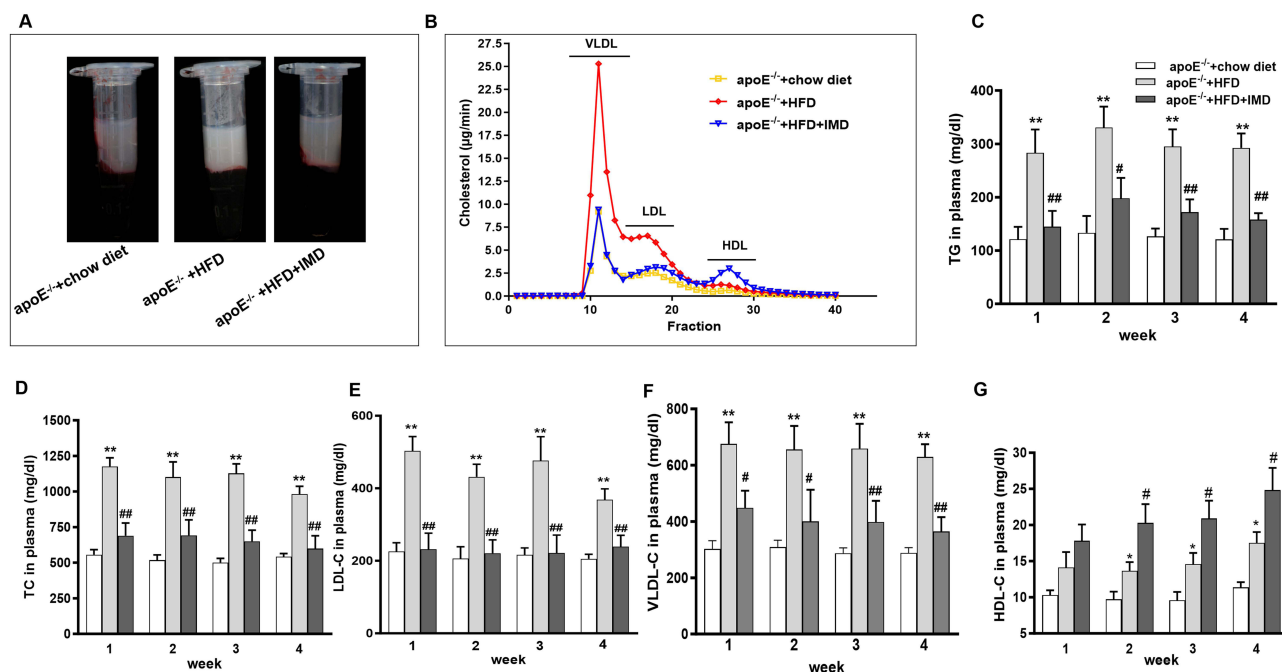 A
apoE-/-+chow diet
apoE-/- +HFD
apoE-/- +HFD+IMD
B
Cholesterol (µg/min)
27.5
25.0
22.5
20.0
17.5
15.0
12.5
10.0
7.5
5.0
2.5
0.0
VLDL
LDL
HDL
apoE-/-+chow diet
apoE-/-+HFD
apoE-/-+HFD+IMD
0 10 20 30 40
Fraction
C
apoE-/-+chow diet
apoE-/-+HFD
apoE-/-+HFD+IMD
TG in plasma (mg/dl)
400
300
200
100
0
** ## ** # ** ## ** ##
1 2 3 4
week
D
TC in plasma (mg/dl)
1500
1250
1000
750
500
250
0
** ## ** ## ** ## ** ##
1 2 3 4
week
E
LDL-C in plasma (mg/dl)
600
400
200
0
** ## ** ## ** ## ** ##
1 2 3 4
week
F
VLDL-C in plasma (mg/dl)
800
600
400
200
0
** # ** # ** ## ** ##
1 2 3 4
week
G
HDL-C in plasma (mg/dl)
30
25
20
15
10
5
* # * # * #
1 2 3 4
week